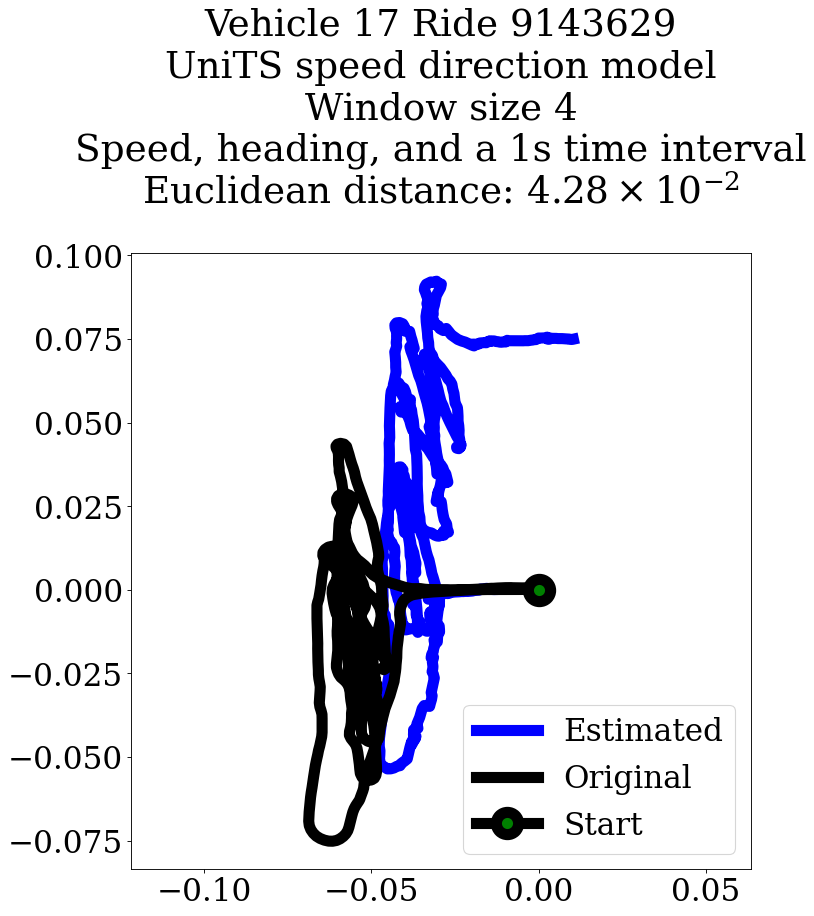 Vehicle 17 Ride 9143629
UniTS speed direction model
Window size 4
Speed, heading, and a 1s time interval
Euclidean distance: 4.28 × 10⁻²
0.100
0.075
0.050
0.025
0.000
−0.025
−0.050
−0.075
Estimated
Original
Start
−0.10
−0.05
0.00
0.05